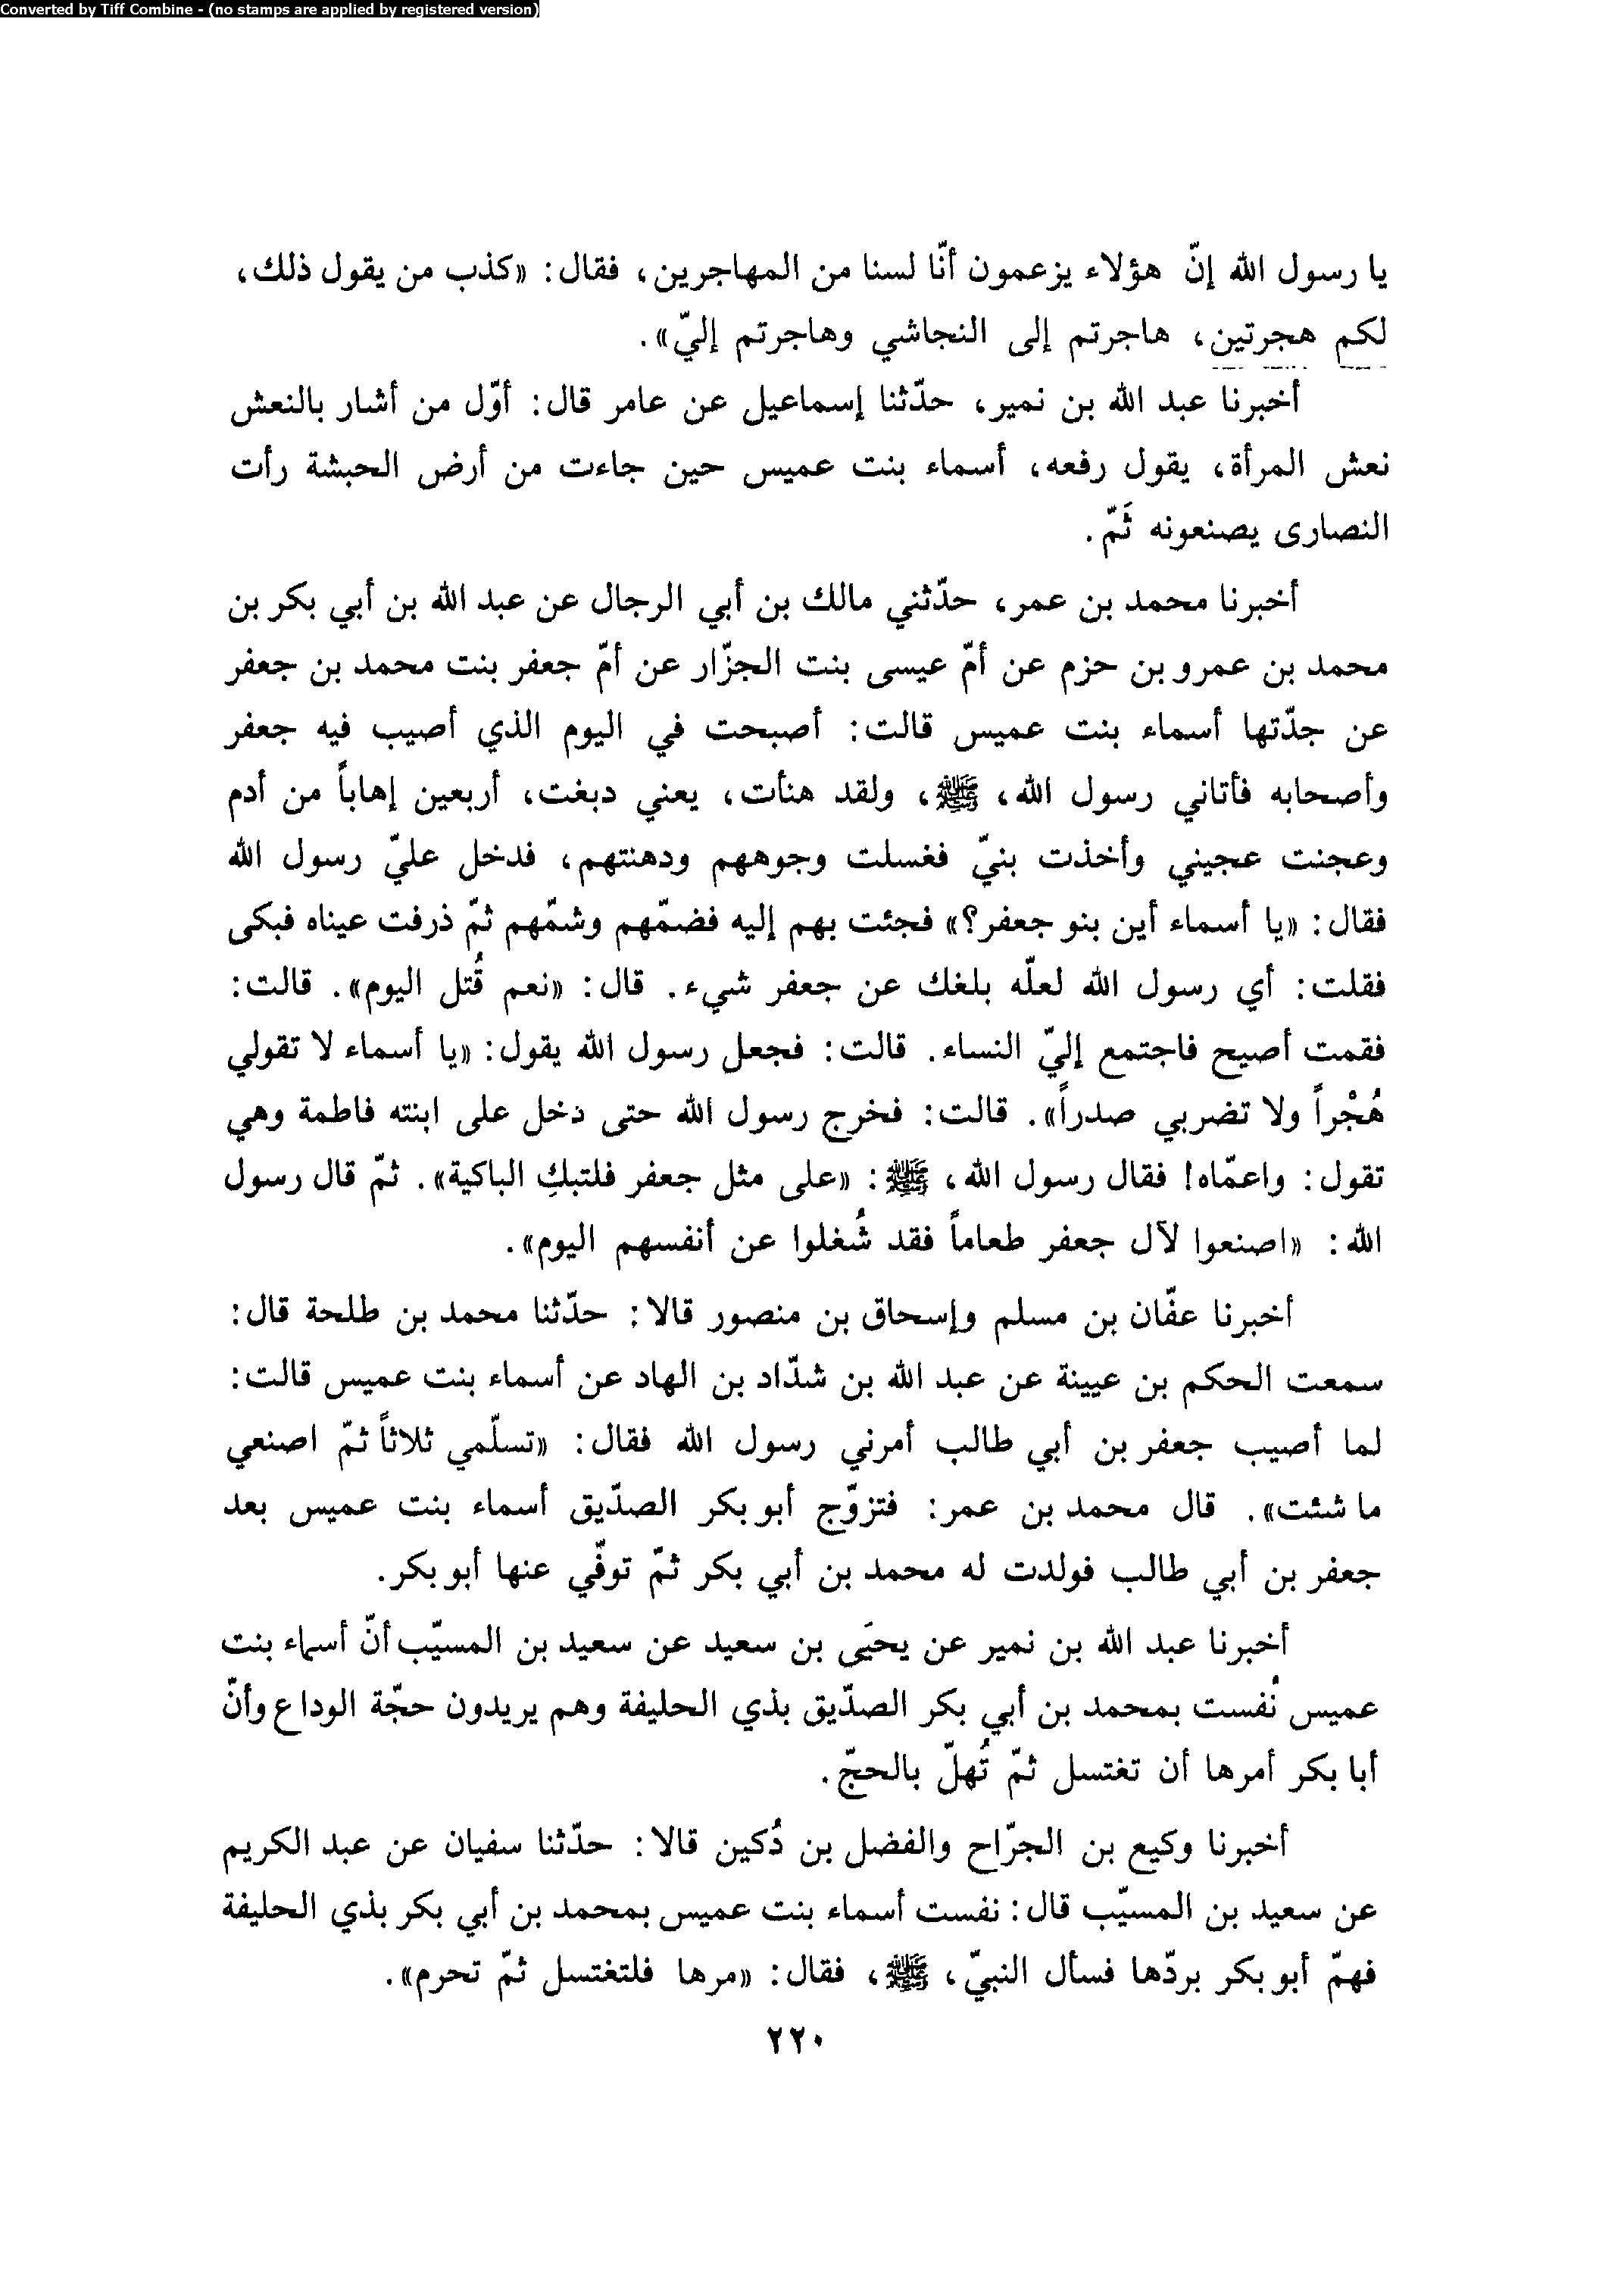 Converted by Tiff Combine - (no stamps are applied by registered version)
يا رسول الله إنّ هؤلاء يزعمون أنّا لسنا من المهاجرين، فقال: «كذب من يقول ذلك،
لكم هجرتين، هاجرتم إلى النجاشي وهاجرتم إليّ».
أخبرنا عبد الله بن نمير، حدّثنا إسماعيل عن عامر قال: أوّل من أشار بالنعش
نعش المرأة، يقول رفعه، أسماء بنت عميس حين جاءت من أرض الحبشة رأت
النصارى يصنعونه ثَمّ.
أخبرنا محمد بن عمر، حدّثني مالك بن أبي الرجال عن عبد الله بن أبي بكر بن
محمد بن عمرو بن حزم عن أمّ عيسى بنت الجزّار عن أمّ جعفر بنت محمد بن جعفر
عن جدّتها أسماء بنت عميس قالت: أصبحت في اليوم الذي أصيب فيه جعفر
وأصحابه فأتاني رسول الله، ﷺ، ولقد هنأت، يعني دبغت، أربعين إهاباً من أدم
وعجنت عجيني وأخذت بنيّ فغسلت وجوههم ودهنتهم، فدخل عليّ رسول الله
فقال: «يا أسماء أين بنو جعفر؟» فجئت بهم إليه فضمّهم وشمّهم ثمّ ذرفت عيناه فبكى
فقلت: أي رسول الله لعلّه بلغك عن جعفر شيء. قال: «نعم قُتل اليوم». قالت:
فقمت أصيح فاجتمع إليّ النساء. قالت: فجعل رسول الله يقول: «يا أسماء لا تقولي
هُجْراً ولا تضربي صدراً». قالت: فخرج رسول الله حتى دخل على ابنته فاطمة وهي
تقول: واعمّاه! فقال رسول الله، ﷺ: «على مثل جعفر فلتبكِ الباكية». ثمّ قال رسول
الله: «اصنعوا لآل جعفر طعاماً فقد شُغلوا عن أنفسهم اليوم».
أخبرنا عفّان بن مسلم وإسحاق بن منصور قالا: حدّثنا محمد بن طلحة قال:
سمعت الحكم بن عيينة عن عبد الله بن شدّاد بن الهاد عن أسماء بنت عميس قالت:
لما أصيب جعفر بن أبي طالب أمرني رسول الله فقال: «تسلّمي ثلاثاً ثمّ اصنعي
ما شئت». قال محمد بن عمر: فتزوّج أبو بكر الصدّيق أسماء بنت عميس بعد
جعفر بن أبي طالب فولدت له محمد بن أبي بكر ثمّ توفّي عنها أبو بكر.
أخبرنا عبد الله بن نمير عن يحيَى بن سعيد عن سعيد بن المسيّب أنّ أسماء بنت
عميس نُفست بمحمد بن أبي بكر الصدّيق بذي الحليفة وهم يريدون حجّة الوداع وأنّ
أبا بكر أمرها أن تغتسل ثمّ تُهلّ بالحجّ.
أخبرنا وكيع بن الجرّاح والفضل بن دُكين قالا: حدّثنا سفيان عن عبد الكريم
عن سعيد بن المسيّب قال: نفست أسماء بنت عميس بمحمد بن أبي بكر بذي الحليفة
فهمّ أبو بكر بردّها فسأل النبيّ، ﷺ، فقال: «مرها فلتغتسل ثمّ تحرم».
٢٢٠